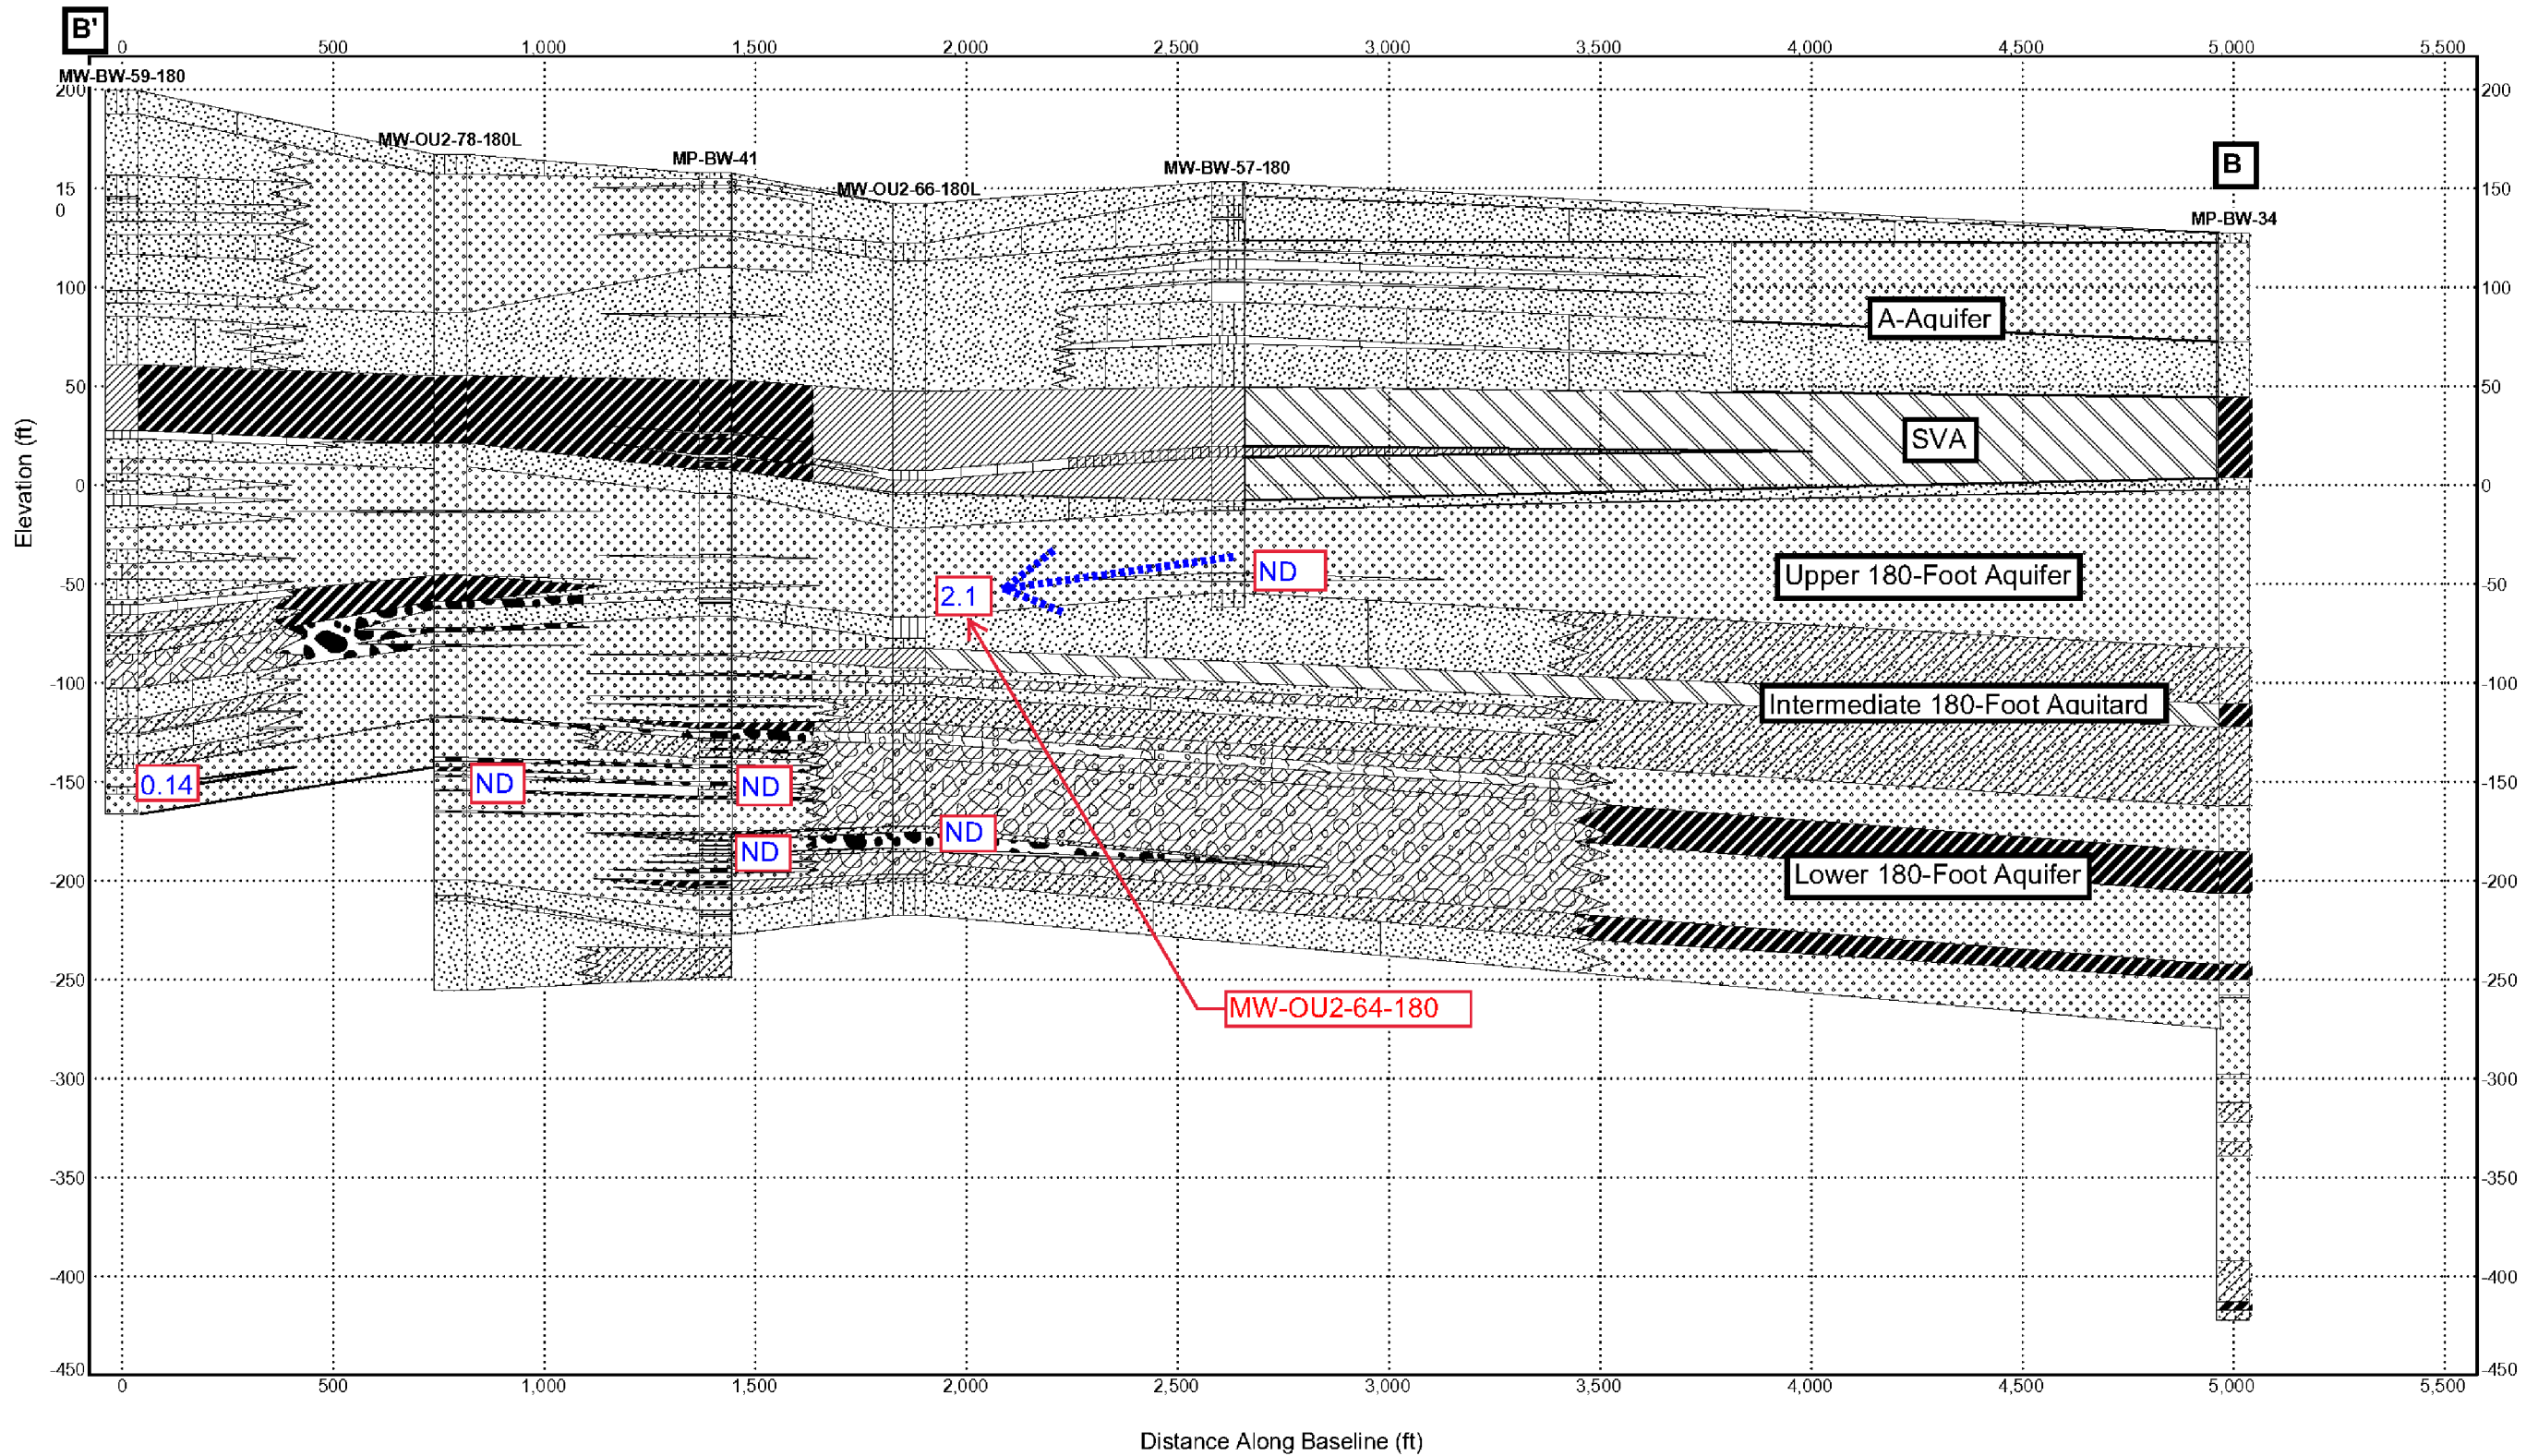 B'
0 500 1,000 1,500 2,000 2,500 3,000 3,500 4,000 4,500 5,000 5,500
MW-BW-59-180
200 200
MW-OU2-78-180L
MP-BW-41
MW-BW-57-180
B
MW-OU2-66-180L
15
0
150
MP-BW-34
100 100
A-Aquifer
50 50
SVA
0 0
Elevation (ft)
ND
Upper 180-Foot Aquifer
2.1
-50 -50
-100 -100
Intermediate 180-Foot Aquitard
-150 -150
0.14 ND ND
ND
ND
Lower 180-Foot Aquifer
-200 -200
-250 -250
MW-OU2-64-180
-300 -300
-350 -350
-400 -400
-450 -450
0 500 1,000 1,500 2,000 2,500 3,000 3,500 4,000 4,500 5,000 5,500
Distance Along Baseline (ft)